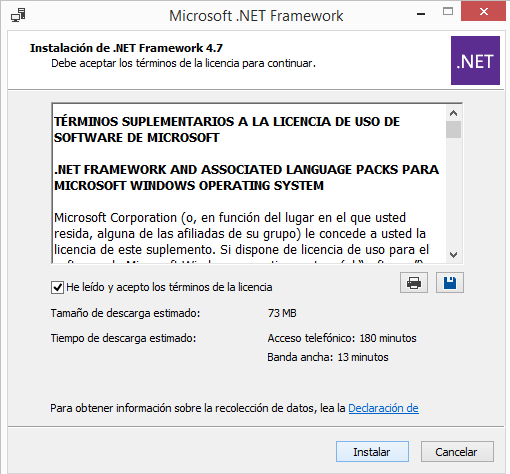 Microsoft .NET Framework
Instalación de .NET Framework 4.7
Debe aceptar los términos de la licencia para continuar.
.NET
TÉRMINOS SUPLEMENTARIOS A LA LICENCIA DE USO DE
SOFTWARE DE MICROSOFT
.NET FRAMEWORK AND ASSOCIATED LANGUAGE PACKS PARA
MICROSOFT WINDOWS OPERATING SYSTEM
Microsoft Corporation (o, en función del lugar en el que usted
resida, alguna de las afiliadas de su grupo) le concede a usted la
licencia de este suplemento. Si dispone de licencia de uso para el
He leído y acepto los términos de la licencia
Tamaño de descarga estimado: 73 MB
Tiempo de descarga estimado: Acceso telefónico: 180 minutos
Banda ancha: 13 minutos
Para obtener información sobre la recolección de datos, lea la Declaración de
Instalar Cancelar